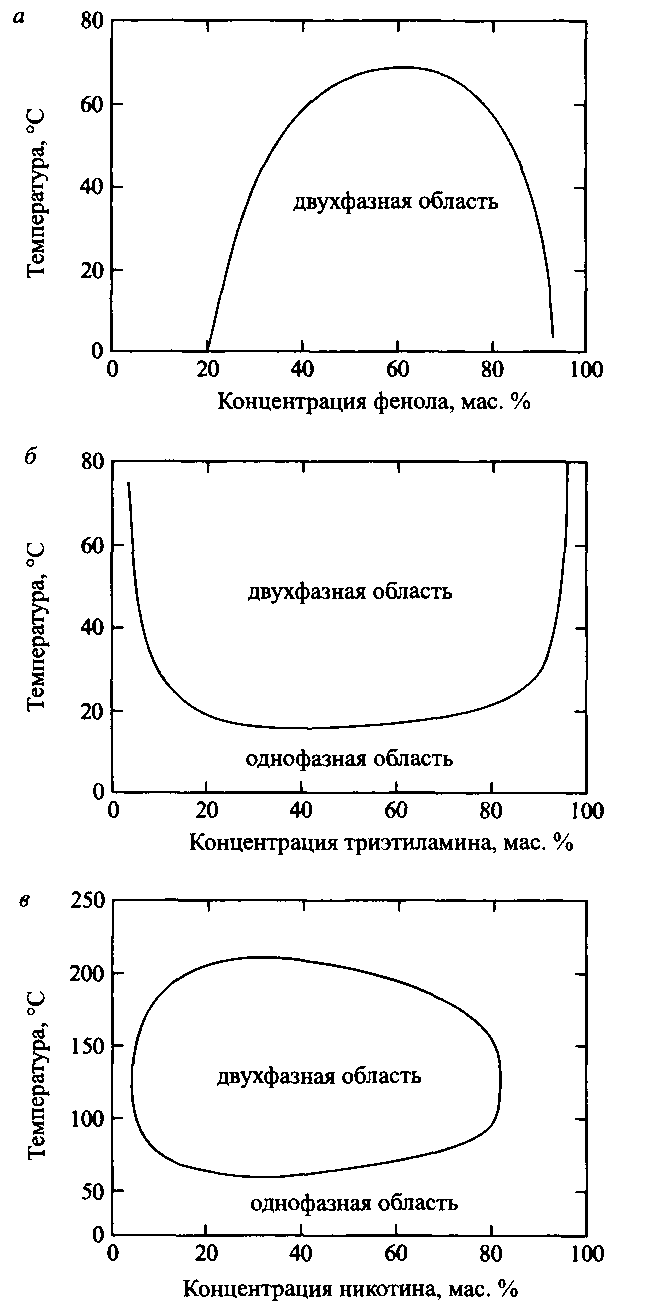 а
80
60
40
20
0
Температура, °C
двухфазная область
0 20 40 60 80 100
Концентрация фенола, мас. %
б
80
60
40
20
0
Температура, °C
двухфазная область
однофазная область
0 20 40 60 80 100
Концентрация триэтиламина, мас. %
в
250
200
150
100
50
0
Температура, °C
двухфазная область
однофазная область
0 20 40 60 80 100
Концентрация никотина, мас. %